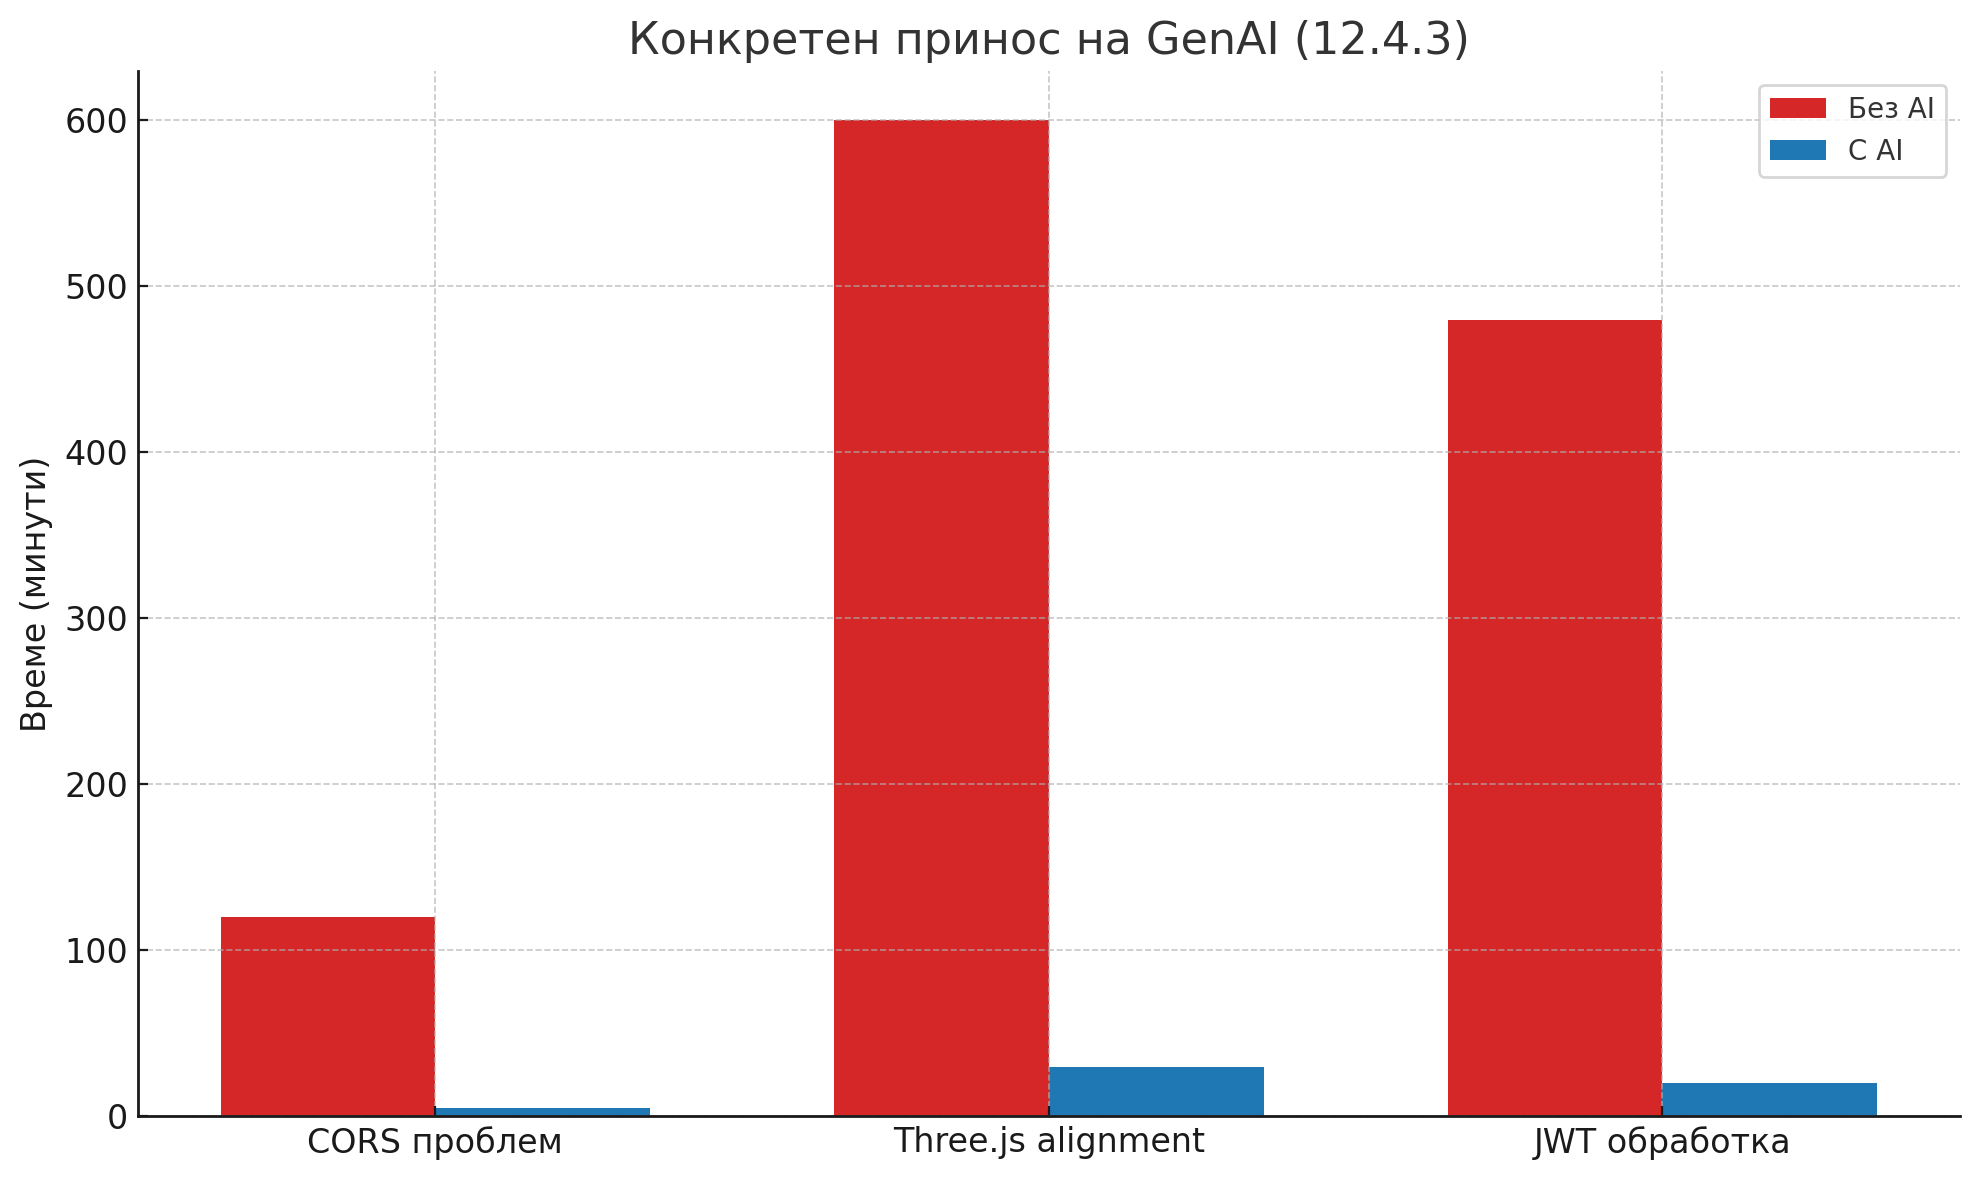 Конкретен принос на GenAI (12.4.3)
Без AI
С AI
Време (минути)
600
500
400
300
200
100
0
CORS проблем
Three.js alignment
JWT обработка